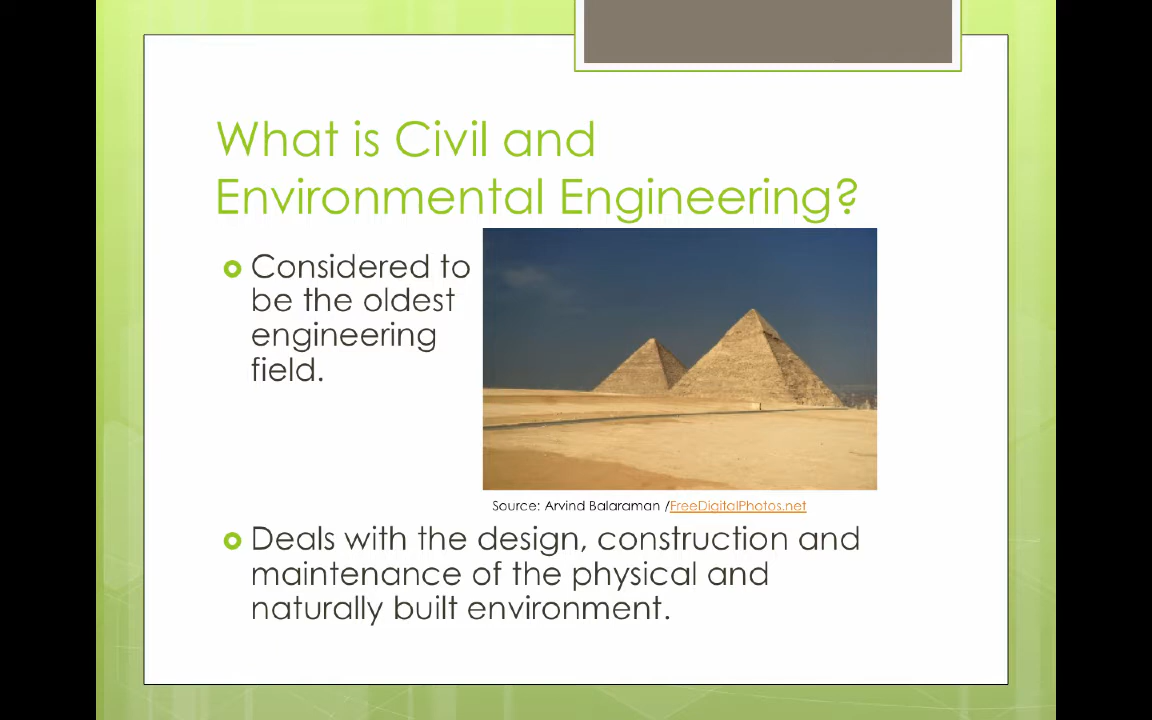 What is Civil and
Environmental Engineering?
Considered to
be the oldest
engineering
field.
Source: Arvind Balaraman /FreeDigitalPhotos.net
Deals with the design, construction and
maintenance of the physical and
naturally built environment.